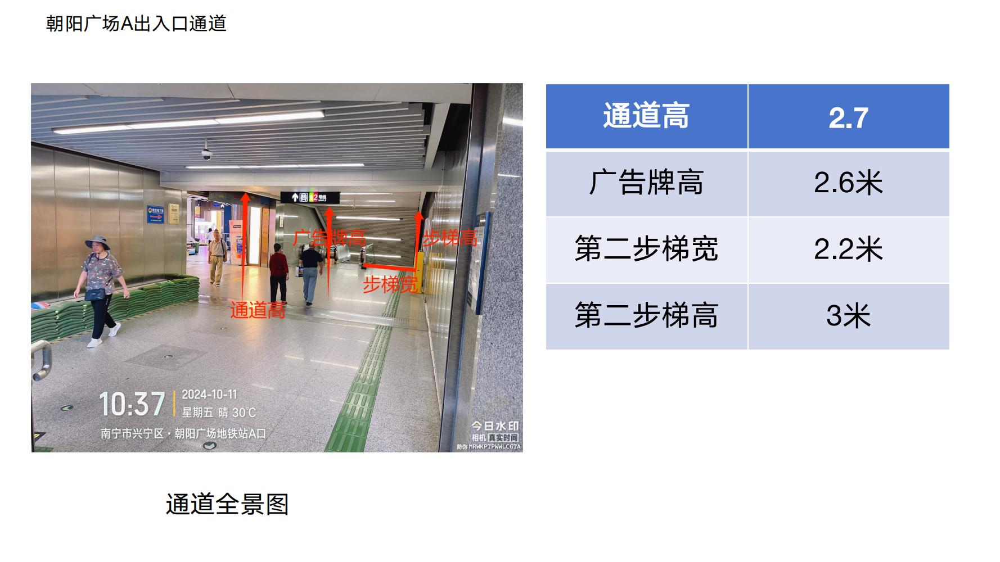 朝阳广场A出入口通道
通道高 2.7
广告牌高 2.6米
第二步梯宽 2.2米
第二步梯高 3米
12号线
广告牌高
步梯高
步梯宽
通道高
10:37
2024-10-11
星期五 晴 30℃
南宁市兴宁区·朝阳广场地铁站A口
今日水印
相机 真实时间
防伪 MRWKPTPWWLCGTA
通道全景图